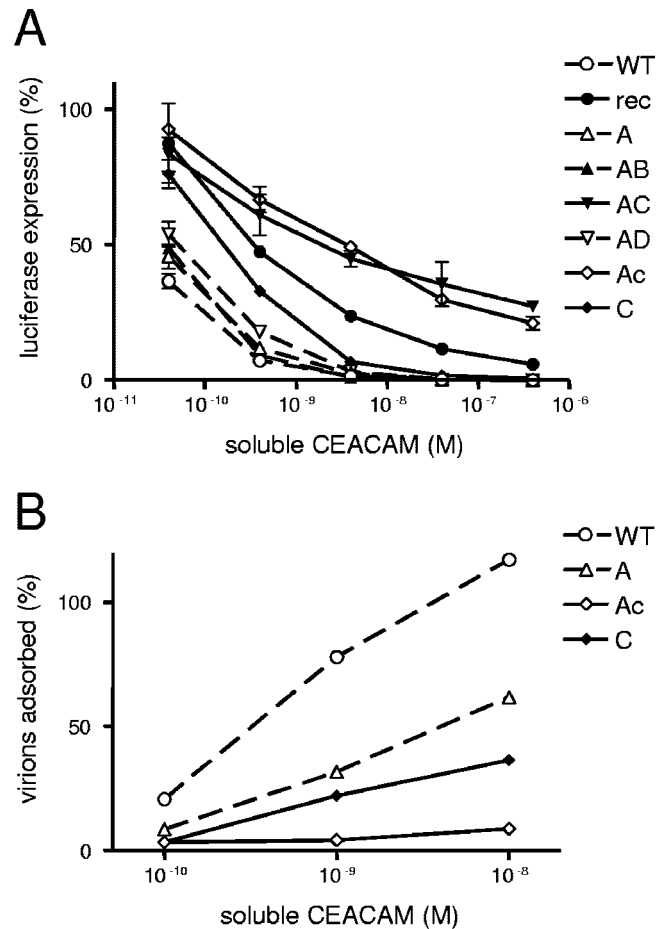 A
luciferase expression (%)
100
50
0
10⁻¹¹ 10⁻¹⁰ 10⁻⁹ 10⁻⁸ 10⁻⁷ 10⁻⁶
soluble CEACAM (M)
WT
rec
A
AB
AC
AD
Ac
C
B
virions adsorbed (%)
100
50
0
10⁻¹⁰ 10⁻⁹ 10⁻⁸
soluble CEACAM (M)
WT
A
Ac
C